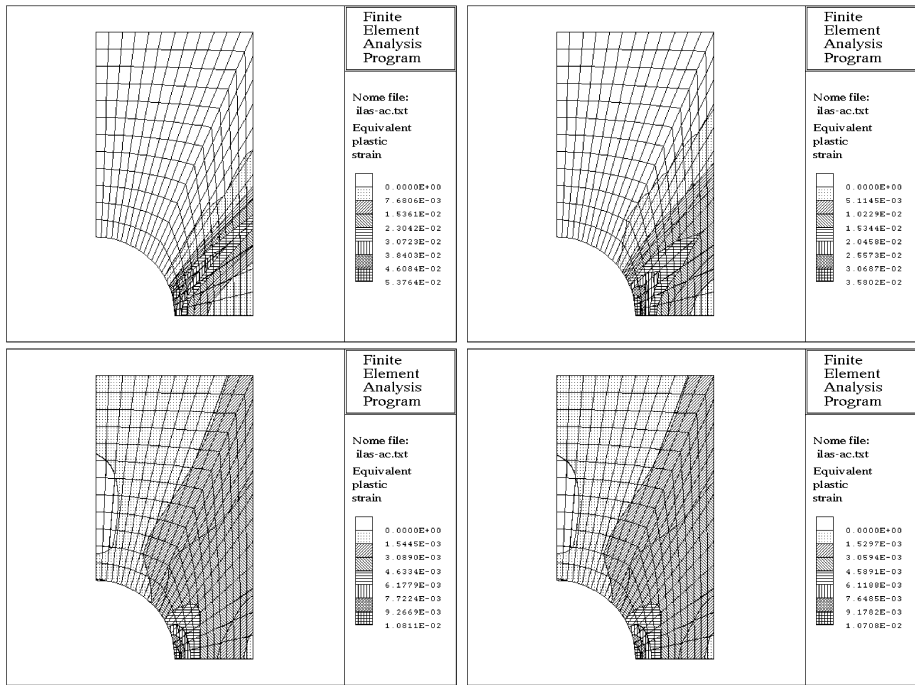 Finite
Element
Analysis
Program
Nome file:
ilas-ac.txt
Equivalent
plastic
strain
0.0000E+00
7.6806E-03
1.5361E-02
2.3042E-02
3.0723E-02
3.8403E-02
4.6084E-02
5.3764E-02
Finite
Element
Analysis
Program
Nome file:
ilas-ac.txt
Equivalent
plastic
strain
0.0000E+00
5.1145E-03
1.0229E-02
1.5344E-02
2.0458E-02
2.5573E-02
3.0687E-02
3.5802E-02
Finite
Element
Analysis
Program
Nome file:
ilas-ac.txt
Equivalent
plastic
strain
0.0000E+00
1.5445E-03
3.0890E-03
4.6334E-03
6.1779E-03
7.7224E-03
9.2669E-03
1.0811E-02
Finite
Element
Analysis
Program
Nome file:
ilas-ac.txt
Equivalent
plastic
strain
0.0000E+00
1.5297E-03
3.0594E-03
4.5891E-03
6.1188E-03
7.6485E-03
9.1782E-03
1.0708E-02